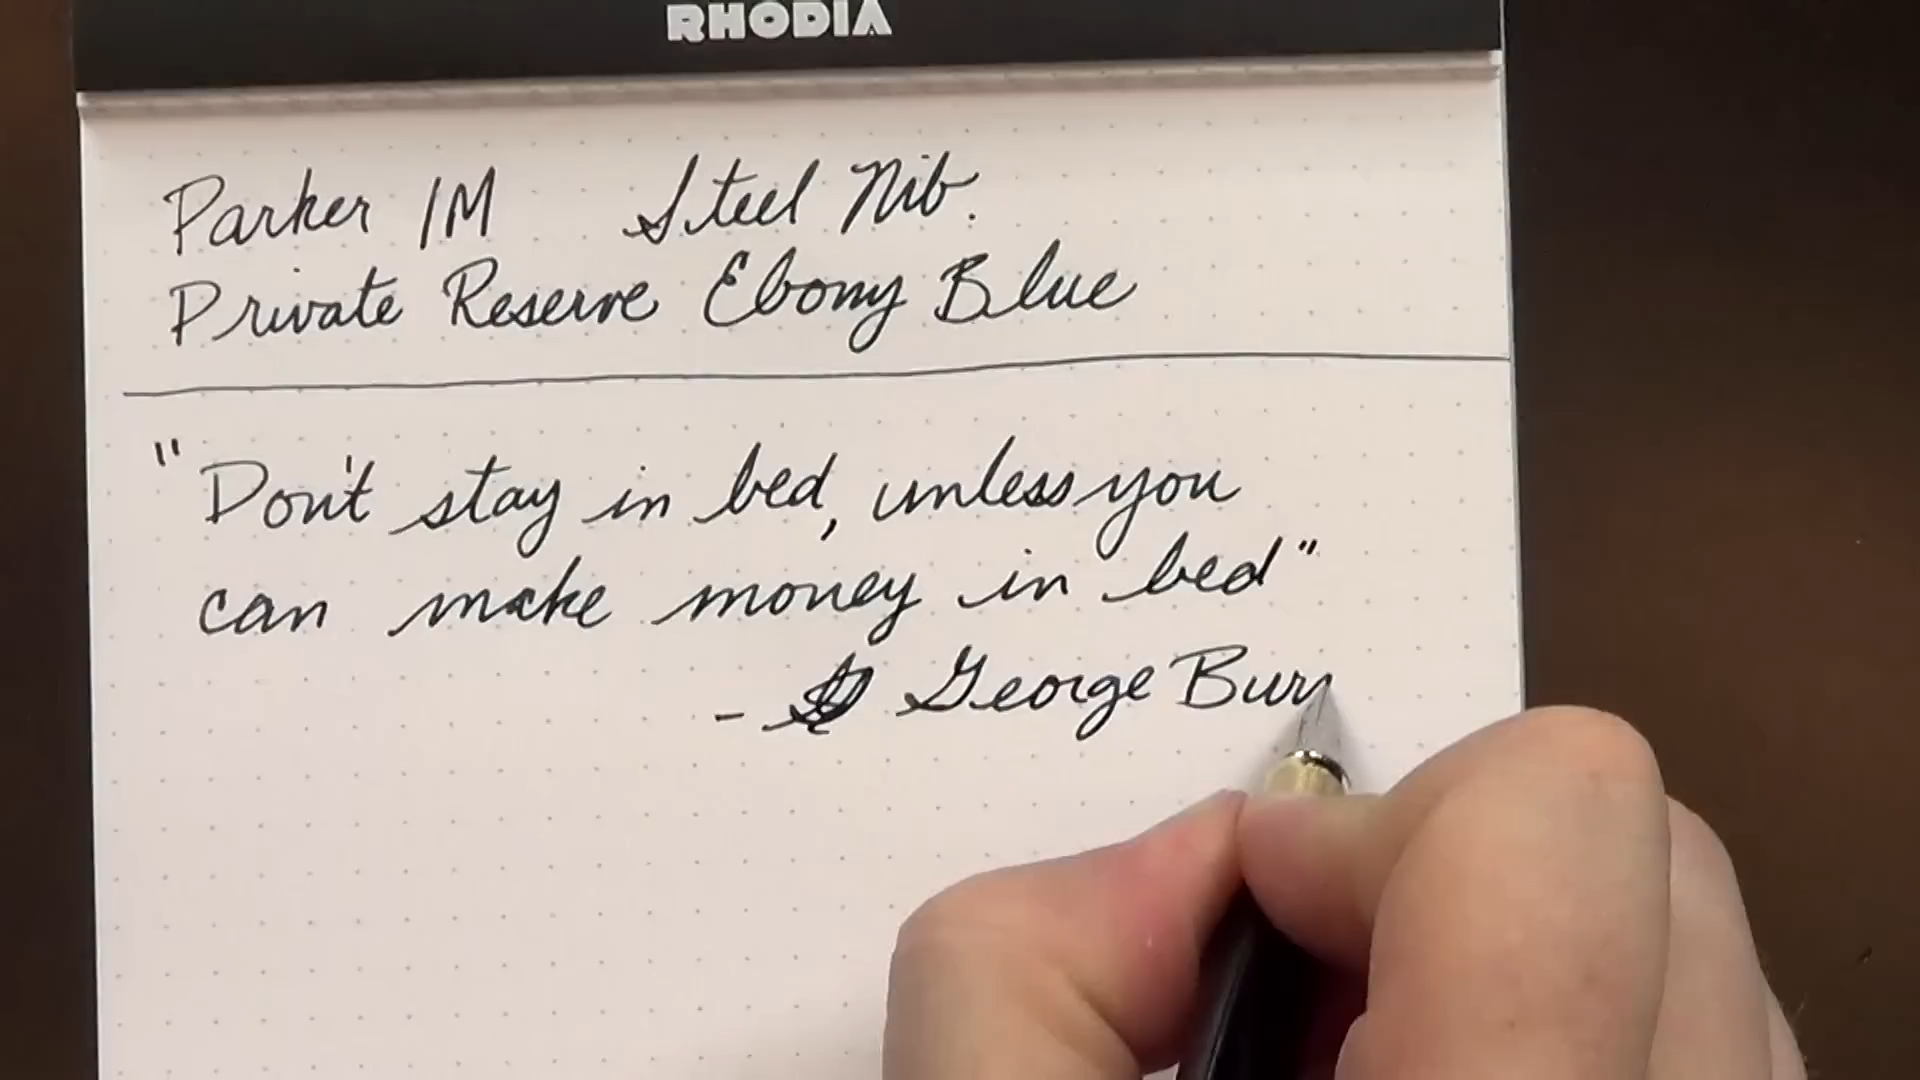 RHODIA
Parker IM Steel Nib.
Private Reserve Ebony Blue
"Don't stay in bed, unless you
can make money in bed"
- George Burn